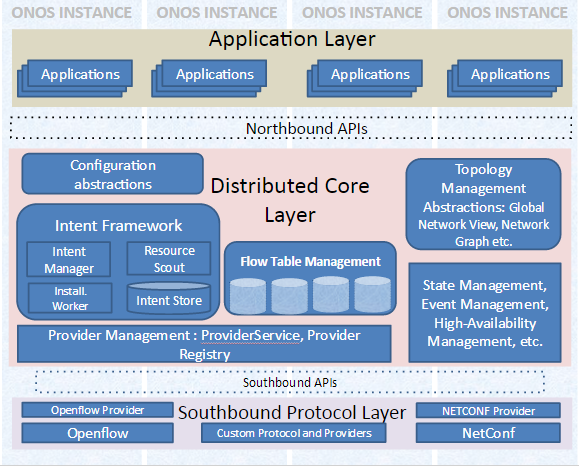 ONOS INSTANCE ONOS INSTANCE ONOS INSTANCE ONOS INSTANCE
Application Layer
Applications Applications Applications Applications
Northbound APIs
Configuration
abstractions
Distributed Core
Layer
Topology
Management
Abstractions: Global
Network View, Network
Graph etc.
Intent Framework
Intent
Manager
Resource
Scout
Install.
Worker
Intent Store
Flow Table Management
State Management,
Event Management,
High-Availability
Management, etc.
Provider Management : ProviderService, Provider
Registry
Southbound APIs
Openflow Provider
Southbound Protocol Layer
NETCONF Provider
Openflow
Custom Protocol and Providers
NetConf